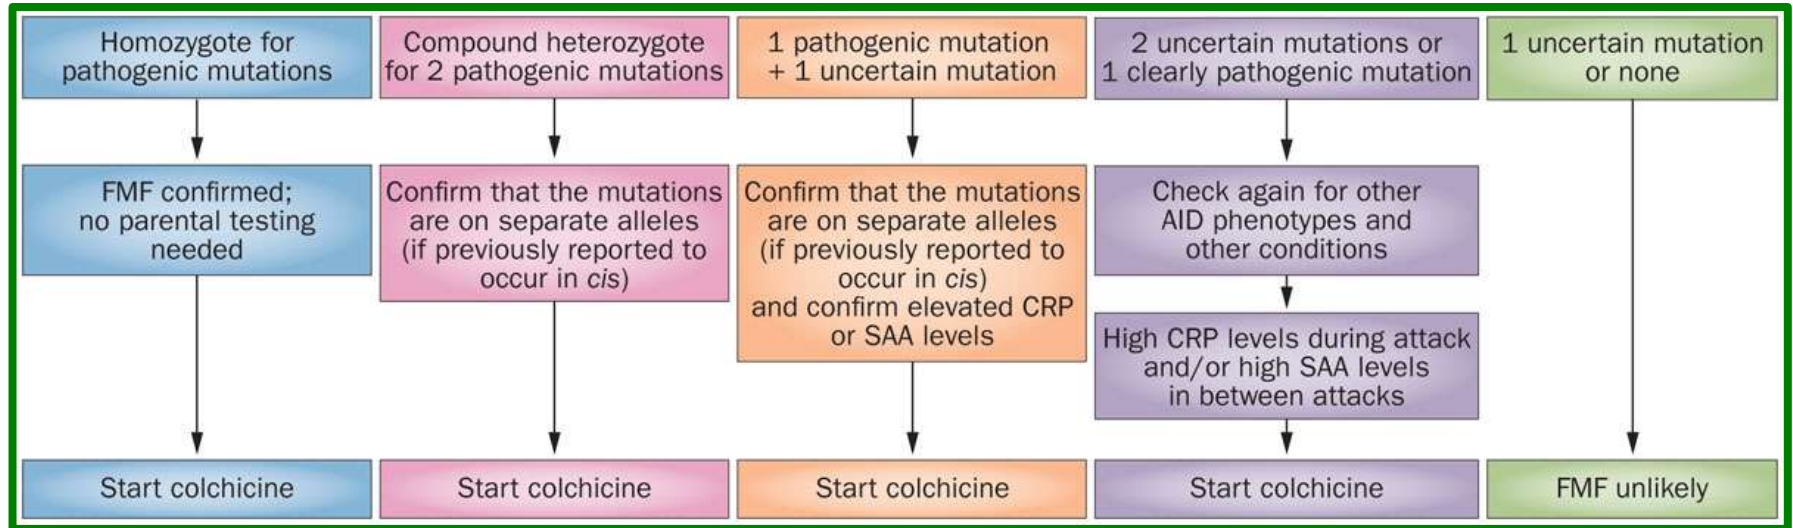 Homozygote for
pathogenic mutations
Compound heterozygote
for 2 pathogenic mutations
1 pathogenic mutation
+ 1 uncertain mutation
2 uncertain mutations or
1 clearly pathogenic mutation
1 uncertain mutation
or none
FMF confirmed;
no parental testing
needed
Confirm that the mutations
are on separate alleles
(if previously reported to
occur in cis)
Confirm that the mutations
are on separate alleles
(if previously reported to
occur in cis)
and confirm elevated CRP
or SAA levels
Check again for other
AID phenotypes and
other conditions
High CRP levels during attack
and/or high SAA levels
in between attacks
Start colchicine
Start colchicine
Start colchicine
Start colchicine
FMF unlikely